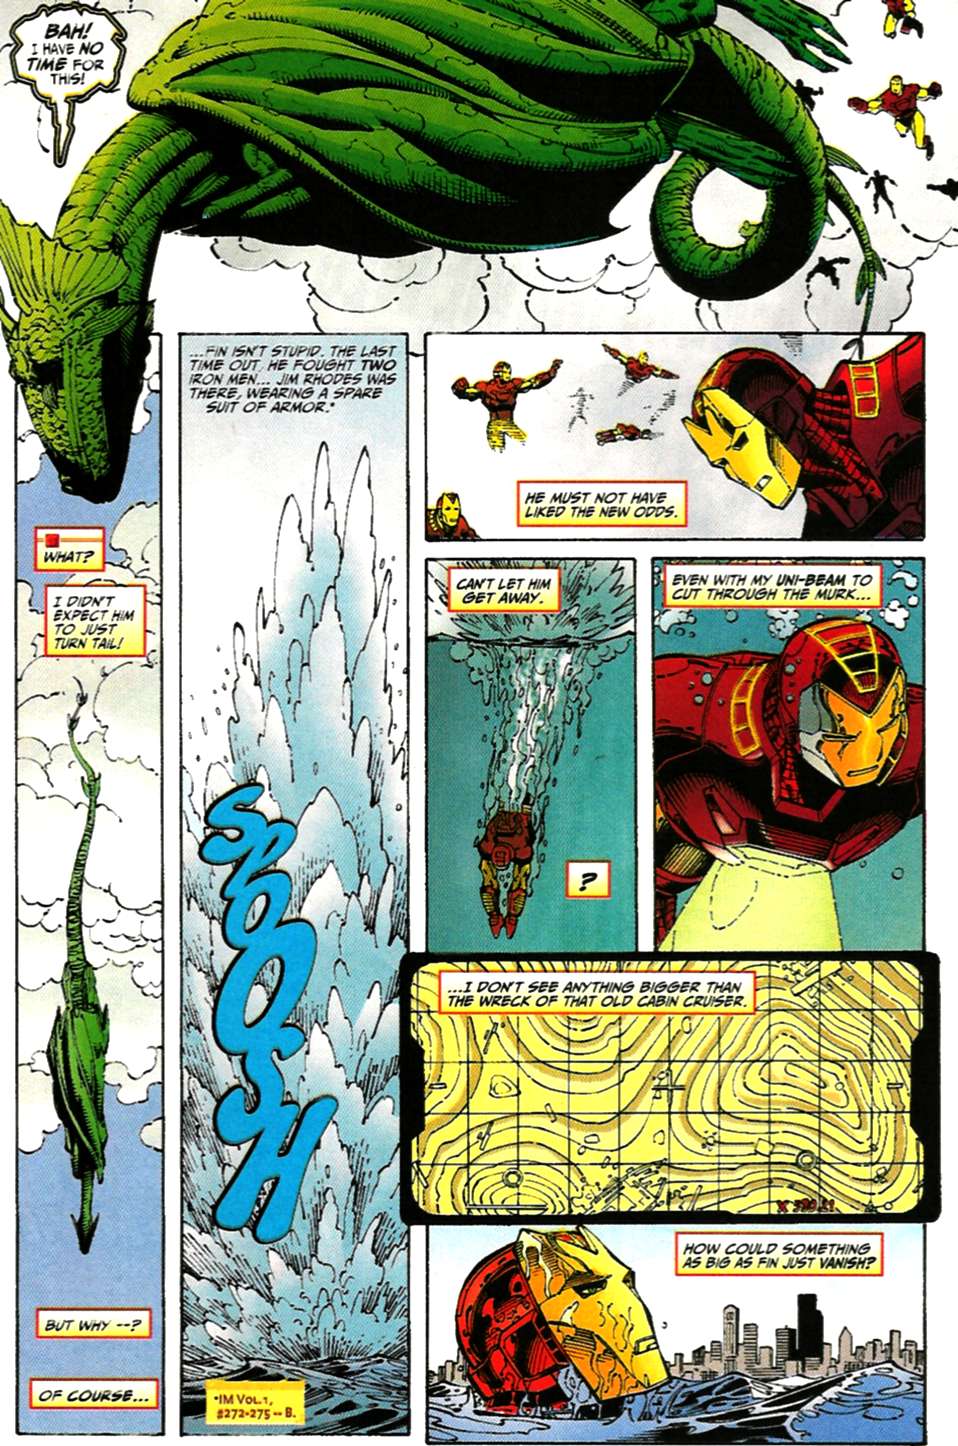 BAH!
I HAVE NO
TIME FOR
THIS!
WHAT?
I DIDN'T
EXPECT HIM
TO JUST
TURN TAIL!
BUT WHY --?
OF COURSE...
...FIN ISN'T STUPID. THE LAST
TIME OUT, HE FOUGHT TWO
IRON MEN... JIM RHODES WAS
THERE, WEARING A SPARE
SUIT OF ARMOR.*
SPOOSH
*IM VOL.1,
#272-275 -- B.
HE MUST NOT HAVE
LIKED THE NEW ODDS.
CAN'T LET HIM
GET AWAY.
?
EVEN WITH MY UNI-BEAM TO
CUT THROUGH THE MURK...
...I DON'T SEE ANYTHING BIGGER THAN
THE WRECK OF THAT OLD CABIN CRUISER.
HOW COULD SOMETHING
AS BIG AS FIN JUST VANISH?